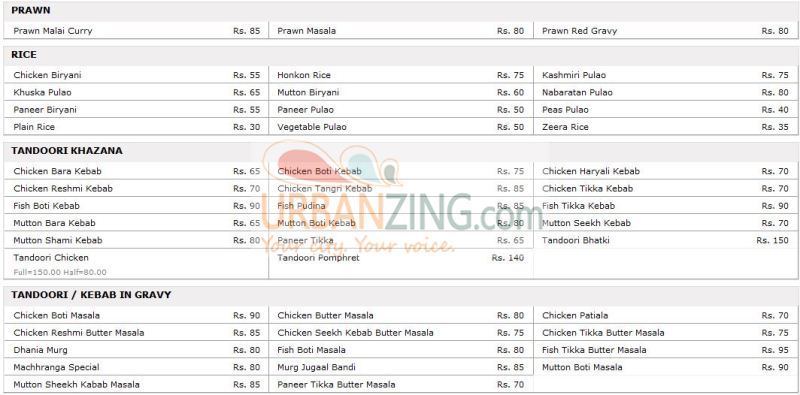 PRAWN
Prawn Malai Curry Rs. 85 Prawn Masala Rs. 80 Prawn Red Gravy Rs. 80
RICE
Chicken Biryani Rs. 55 Honkon Rice Rs. 75 Kashmiri Pulao Rs. 75
Khuska Pulao Rs. 65 Mutton Biryani Rs. 60 Nabaratan Pulao Rs. 80
Paneer Biryani Rs. 55 Paneer Pulao Rs. 50 Peas Pulao Rs. 40
Plain Rice Rs. 30 Vegetable Pulao Rs. 50 Zeera Rice Rs. 35
TANDOORI KHAZANA
Chicken Bara Kebab Rs. 65 Chicken Boti Kebab Rs. 75 Chicken Haryali Kebab Rs. 70
Chicken Reshmi Kebab Rs. 70 Chicken Tangri Kebab Rs. 85 Chicken Tikka Kebab Rs. 70
Fish Boti Kebab Rs. 90 Fish Pudina Rs. 85 Fish Tikka Kebab Rs. 90
URBANZING.com
Mutton Bara Kebab Rs. 65 Mutton Boti Kebab Rs. 80 Mutton Seekh Kebab Rs. 70
Mutton Shami Kebab Rs. 80 Paneer Tikka Rs. 65 Tandoori Bhatki Rs. 150
Your city. Your voice.
Tandoori Chicken Tandoori Pomphret Rs. 140
Full=150.00 Half=80.00
TANDOORI / KEBAB IN GRAVY
Chicken Boti Masala Rs. 90 Chicken Butter Masala Rs. 80 Chicken Patiala Rs. 70
Chicken Reshmi Butter Masala Rs. 85 Chicken Seekh Kebab Butter Masala Rs. 75 Chicken Tikka Butter Masala Rs. 75
Dhania Murg Rs. 80 Fish Boti Masala Rs. 80 Fish Tikka Butter Masala Rs. 95
Machhranga Special Rs. 80 Murg Jugaal Bandi Rs. 85 Mutton Boti Masala Rs. 90
Mutton Sheekh Kabab Masala Rs. 85 Paneer Tikka Butter Masala Rs. 70